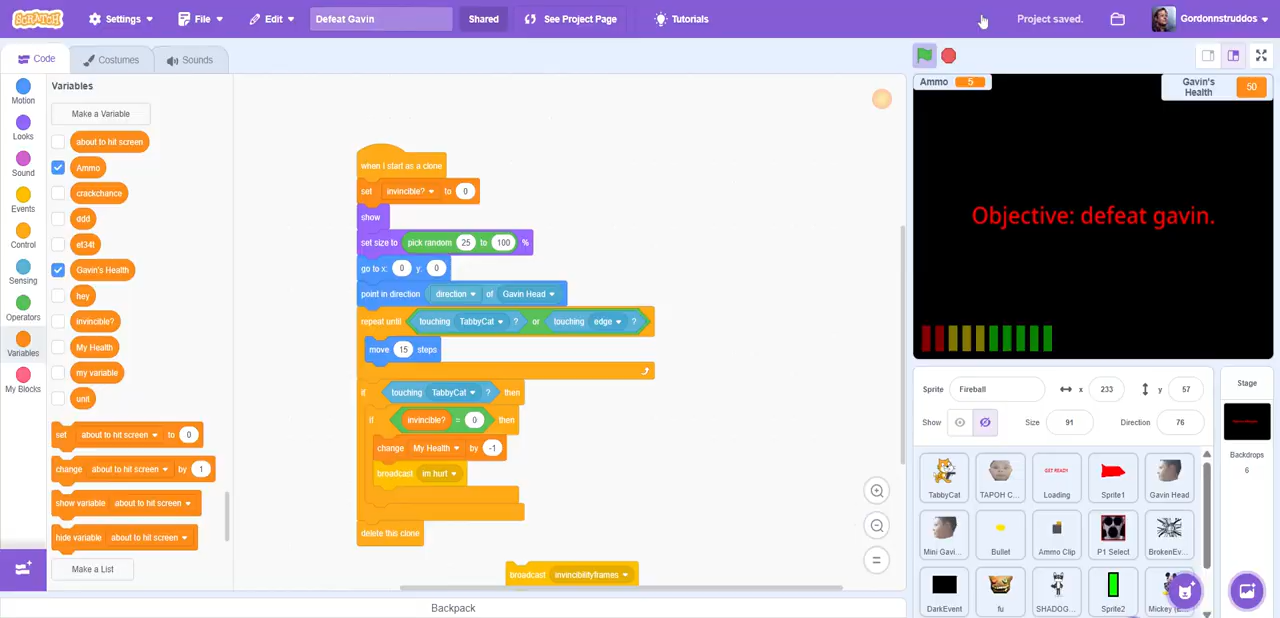 SCRATCH Settings File Edit Defeat Gavin Shared See Project Page Tutorials Project saved. Gordonnstruddos
Code Costumes Sounds
Motion
Looks
Sound
Events
Control
Sensing
Operators
Variables
My Blocks
Variables
Make a Variable
about to hit screen
Ammo
crackchance
ddd
et34t
Gavin's Health
hey
invincible?
My Health
my variable
unit
set about to hit screen to 0
change about to hit screen by 1
show variable about to hit screen
hide variable about to hit screen
Make a List
when I start as a clone
set invincible? to 0
show
set size to pick random 25 to 100 %
go to x: 0 y: 0
point in direction direction of Gavin Head
repeat until touching TabbyCat ? or touching edge ?
move 15 steps
if touching TabbyCat ? then
if invincible? = 0 then
change My Health by -1
broadcast im hurt
delete this clone
broadcast invincibilityframes
Backpack
Ammo 5
Gavin's Health 50
Objective: defeat gavin.
Sprite Fireball x 233 y 57
Show Size 91 Direction 76
Stage
Backdrops
6
TabbyCat TAPOH C... Loading Sprite1 Gavin Head
GET READY
Mini Gavi... Bullet Ammo Clip P1 Select BrokenEv...
DarkEvent fu SHADOG... Sprite2 Mickey (E...